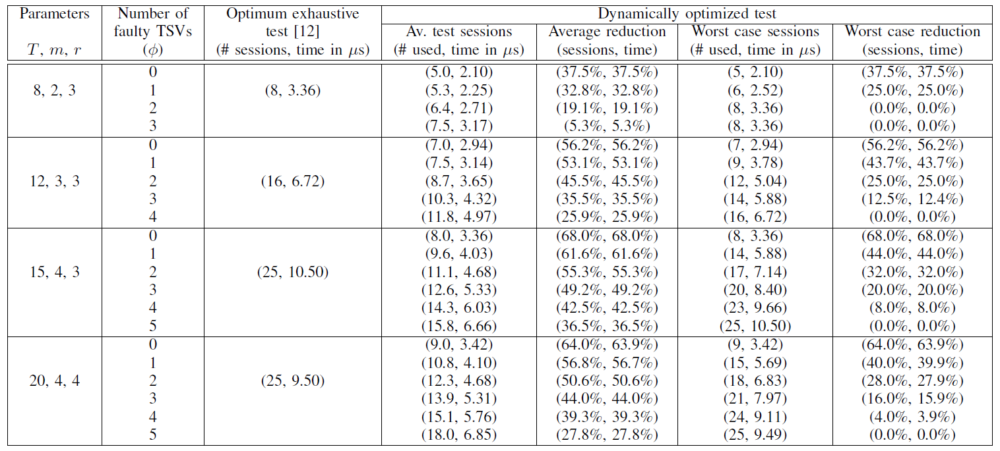 Parameters Number of Optimum exhaustive Dynamically optimized test
faulty TSVs test [12] Av. test sessions Average reduction Worst case sessions Worst case reduction
T, m, r (ϕ) (# sessions, time in μs) (# used, time in μs) (sessions, time) (# used, time in μs) (sessions, time)
0 (5.0, 2.10) (37.5%, 37.5%) (5, 2.10) (37.5%, 37.5%)
8, 2, 3 1 (8, 3.36) (5.3, 2.25) (32.8%, 32.8%) (6, 2.52) (25.0%, 25.0%)
2 (6.4, 2.71) (19.1%, 19.1%) (8, 3.36) (0.0%, 0.0%)
3 (7.5, 3.17) (5.3%, 5.3%) (8, 3.36) (0.0%, 0.0%)
0 (7.0, 2.94) (56.2%, 56.2%) (7, 2.94) (56.2%, 56.2%)
1 (7.5, 3.14) (53.1%, 53.1%) (9, 3.78) (43.7%, 43.7%)
12, 3, 3 2 (16, 6.72) (8.7, 3.65) (45.5%, 45.5%) (12, 5.04) (25.0%, 25.0%)
3 (10.3, 4.32) (35.5%, 35.5%) (14, 5.88) (12.5%, 12.4%)
4 (11.8, 4.97) (25.9%, 25.9%) (16, 6.72) (0.0%, 0.0%)
0 (8.0, 3.36) (68.0%, 68.0%) (8, 3.36) (68.0%, 68.0%)
1 (9.6, 4.03) (61.6%, 61.6%) (14, 5.88) (44.0%, 44.0%)
15, 4, 3 2 (25, 10.50) (11.1, 4.68) (55.3%, 55.3%) (17, 7.14) (32.0%, 32.0%)
3 (12.6, 5.33) (49.2%, 49.2%) (20, 8.40) (20.0%, 20.0%)
4 (14.3, 6.03) (42.5%, 42.5%) (23, 9.66) (8.0%, 8.0%)
5 (15.8, 6.66) (36.5%, 36.5%) (25, 10.50) (0.0%, 0.0%)
0 (9.0, 3.42) (64.0%, 63.9%) (9, 3.42) (64.0%, 63.9%)
1 (10.8, 4.10) (56.8%, 56.7%) (15, 5.69) (40.0%, 39.9%)
20, 4, 4 2 (25, 9.50) (12.3, 4.68) (50.6%, 50.6%) (18, 6.83) (28.0%, 27.9%)
3 (13.9, 5.31) (44.0%, 44.0%) (21, 7.97) (16.0%, 15.9%)
4 (15.1, 5.76) (39.3%, 39.3%) (24, 9.11) (4.0%, 3.9%)
5 (18.0, 6.85) (27.8%, 27.8%) (25, 9.49) (0.0%, 0.0%)